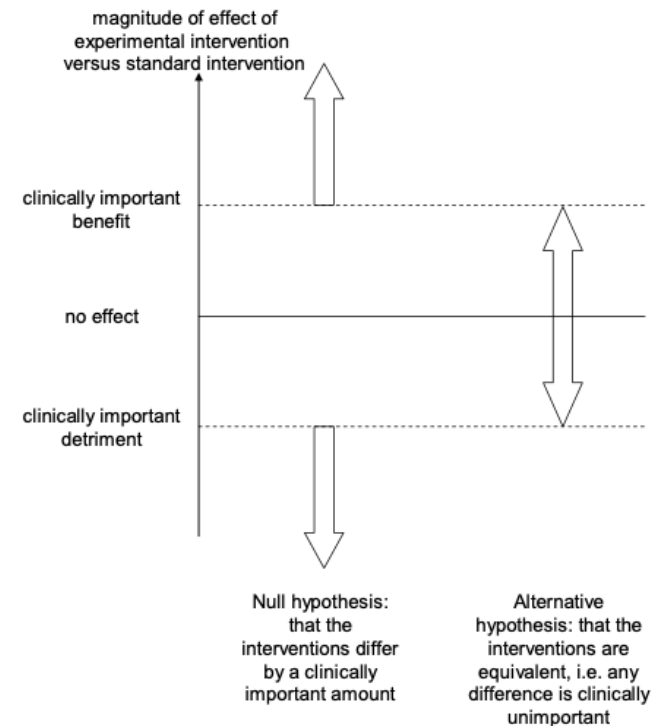 magnitude of effect of
experimental intervention
versus standard intervention
clinically important
benefit
no effect
clinically important
detriment
Null hypothesis:
that the
interventions differ
by a clinically
important amount
Alternative
hypothesis: that the
interventions are
equivalent, i.e. any
difference is clinically
unimportant